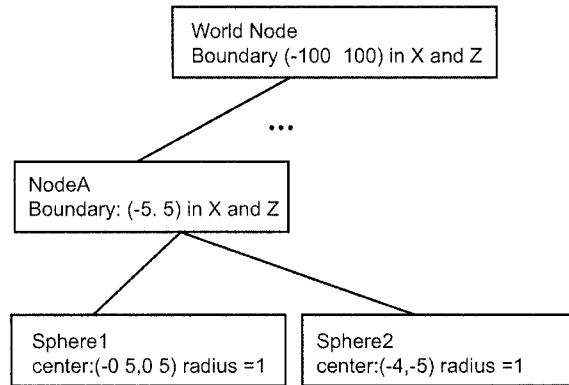 World Node
Boundary (-100 100) in X and Z
...
NodeA
Boundary: (-5. 5) in X and Z
Sphere1
center:(-0 5,0 5) radius =1
Sphere2
center:(-4,-5) radius =1